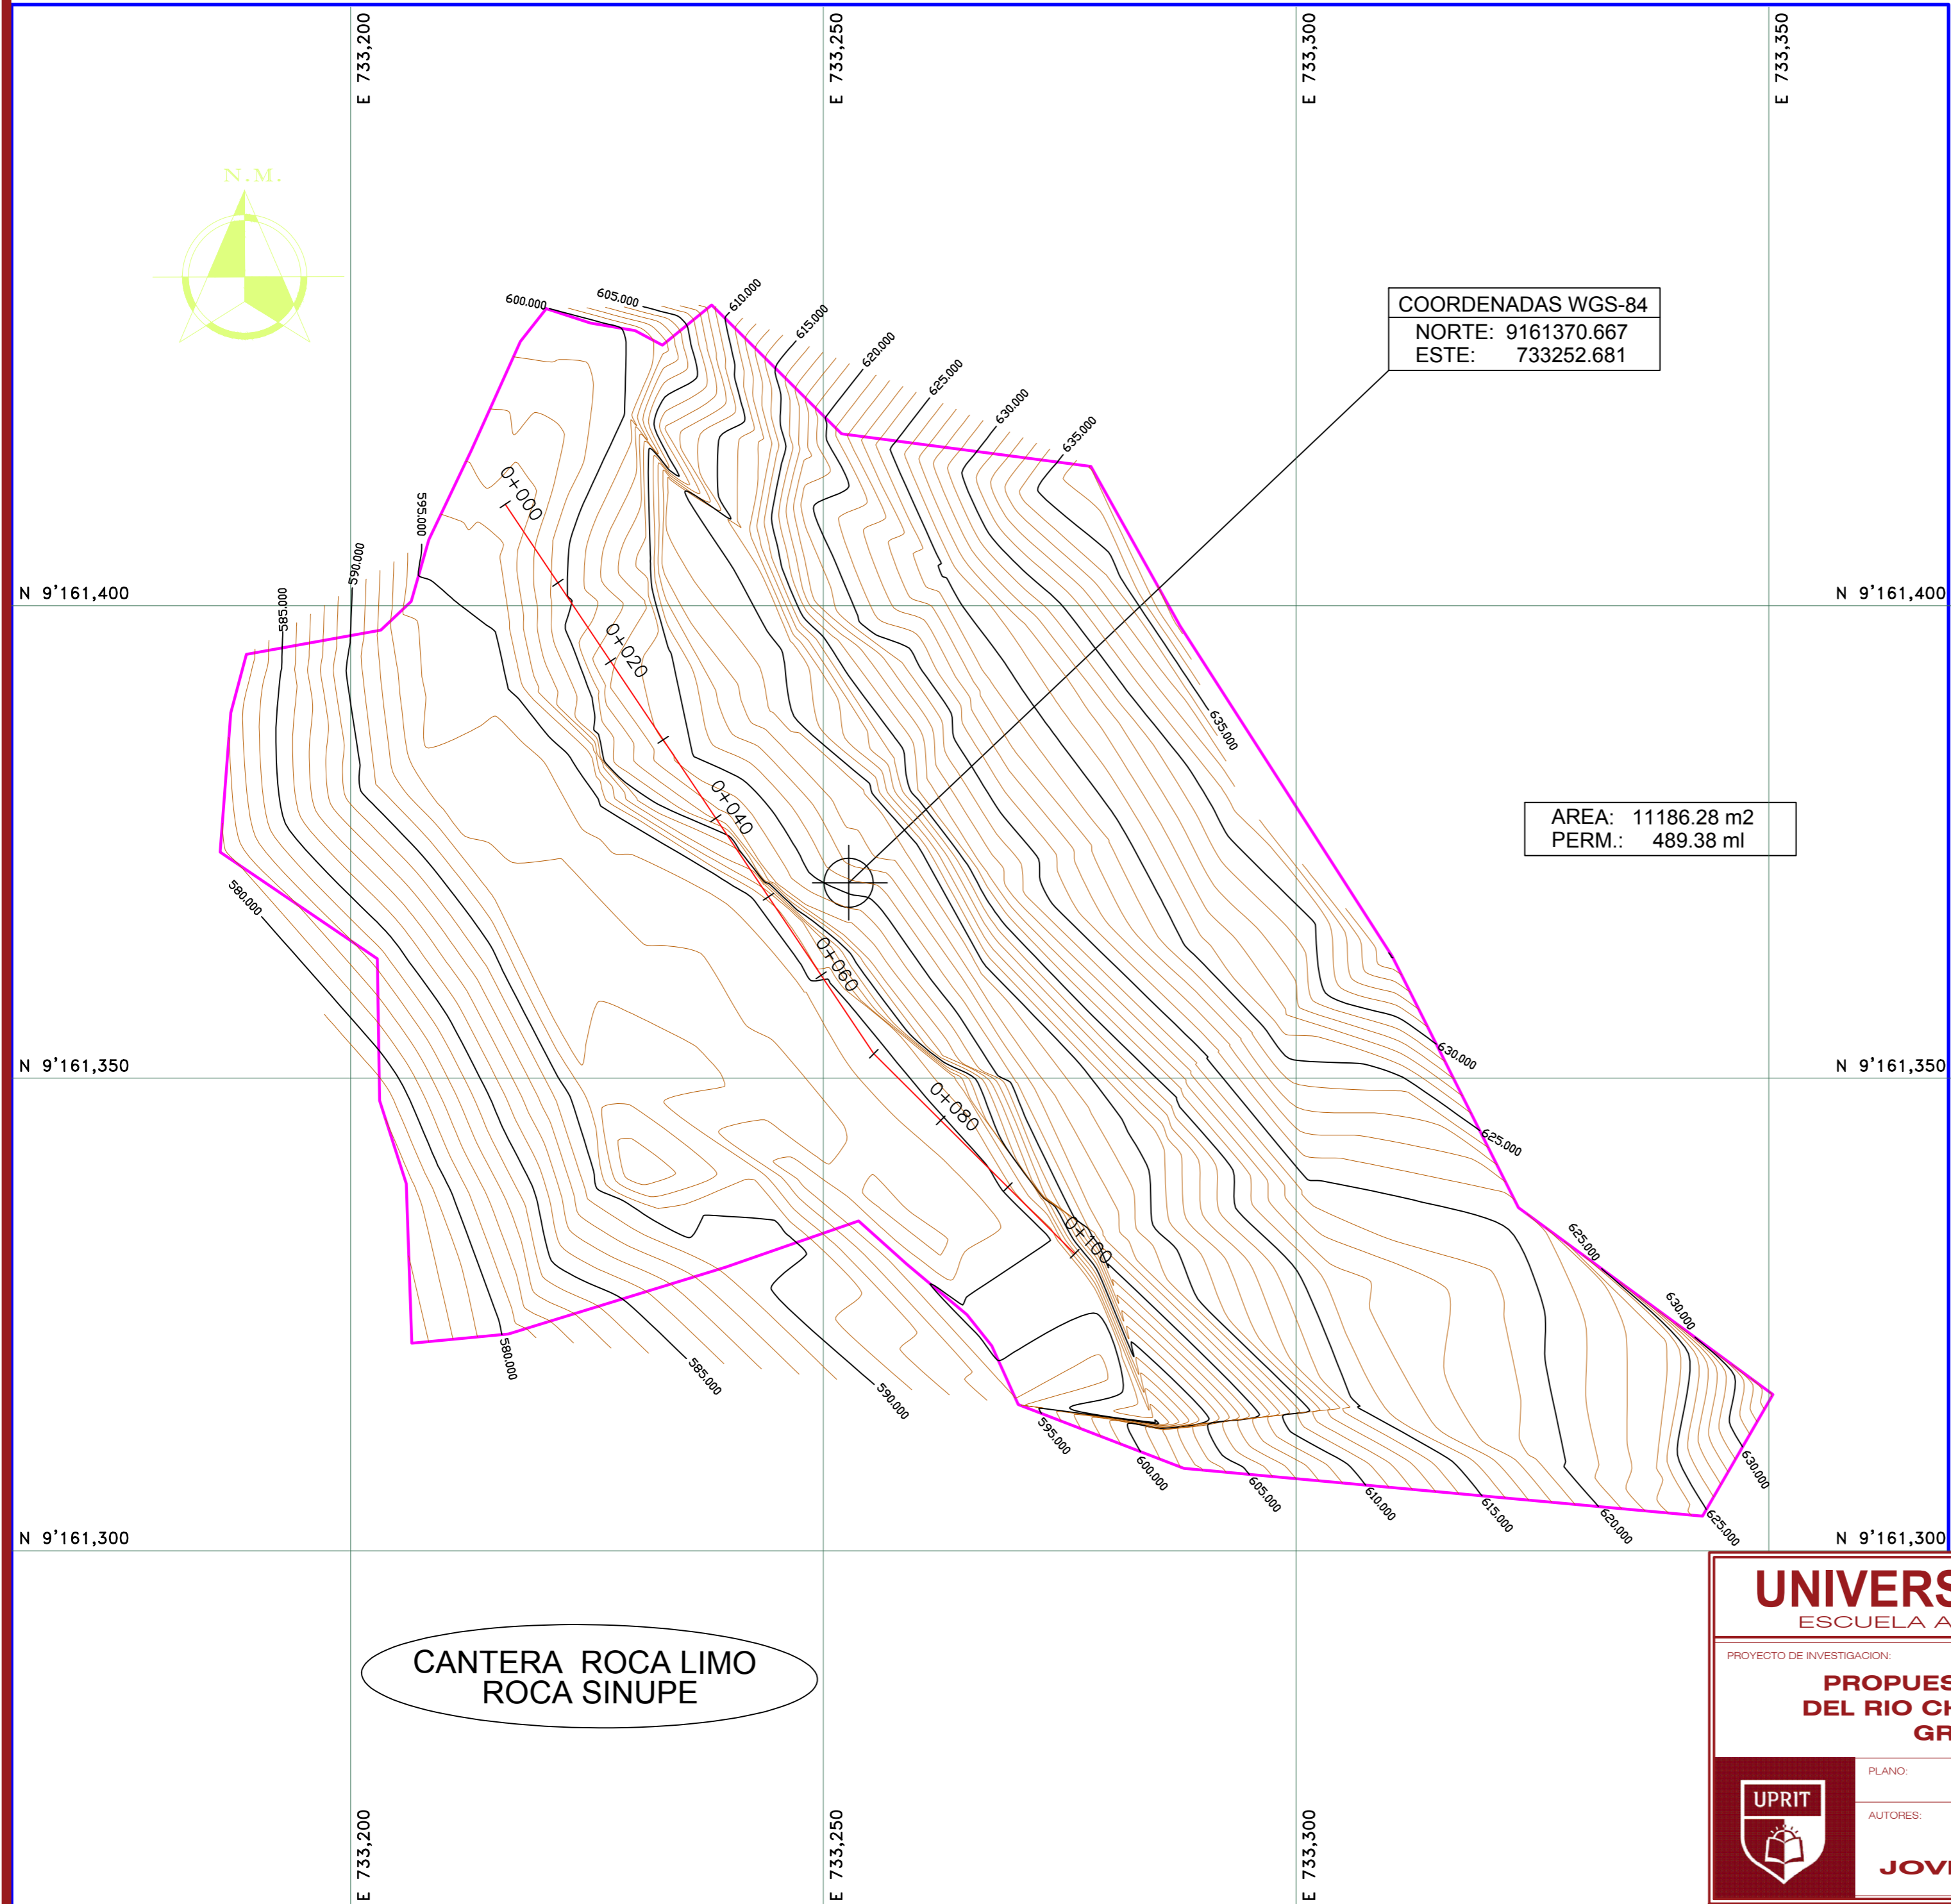 E 733,200
E 733,250
E 733,300
E 733,350
N.M.
COORDENADAS WGS-84
NORTE: 9161370.667
ESTE: 733252.681
600.000
605.000
610.000
615.000
620.000
625.000
630.000
635.000
0+000
595.000
590.000
585.000
N 9'161,400
N 9'161,400
0+020
635.000
0+040
AREA: 11186.28 m2
PERM.: 489.38 ml
580.000
0+060
630.000
N 9'161,350
N 9'161,350
0+080
625.000
0+100
625.000
630.000
580.000
585.000
590.000
595.000
600.000
605.000
610.000
615.000
620.000
625.000
630.000
N 9'161,300
N 9'161,300
CANTERA ROCA LIMO
ROCA SINUPE
E 733,200
E 733,250
E 733,300
UNIVERS
ESCUELA A
PROYECTO DE INVESTIGACION:
PROPUES
DEL RIO CH
GR
UPRIT
PLANO:
AUTORES:
JOVI